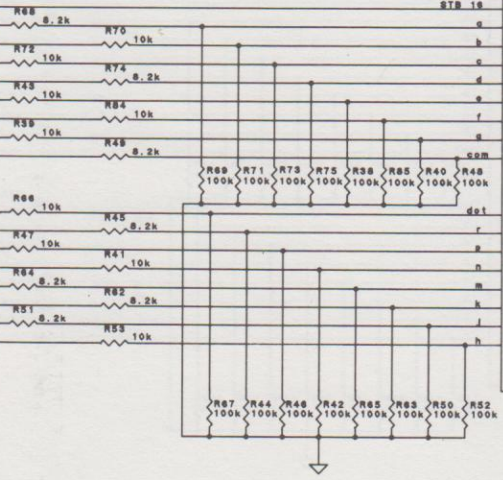 STB 16
R68 8.2k a
R70 10k b
R72 10k c
R74 8.2k d
R43 10k e
R84 10k f
R39 10k g
R49 8.2k com
R69 R71 R73 R75 R38 R85 R40 R48
100k 100k 100k 100k 100k 100k 100k 100k
R66 10k dot
R45 8.2k r
R47 10k p
R41 10k n
R64 8.2k m
R62 8.2k k
R51 8.2k j
R53 10k h
R67 R44 R46 R42 R65 R63 R50 R52
100k 100k 100k 100k 100k 100k 100k 100k